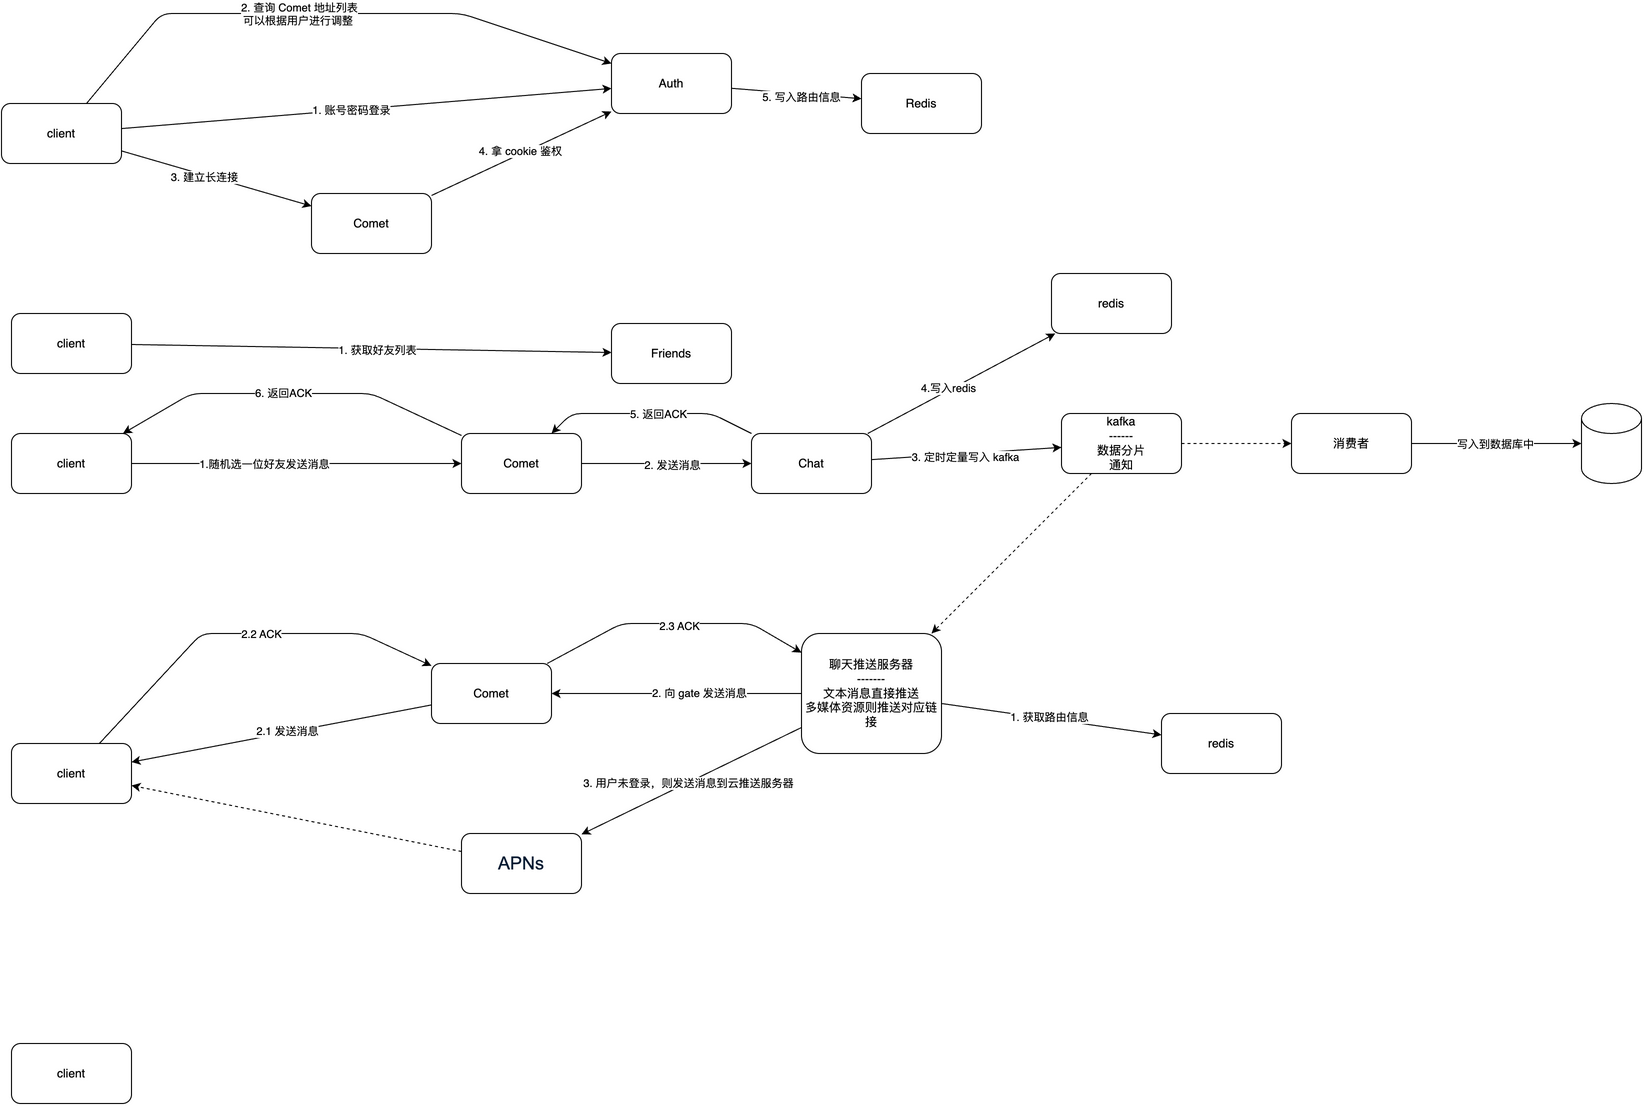 2. 查询 Comet 地址列表
可以根据用户进行调整
Auth
5. 写入路由信息
Redis
1. 账号密码登录
client
4. 拿 cookie 鉴权
3. 建立长连接
Comet
redis
client
1. 获取好友列表
Friends
4.写入redis
6. 返回ACK
5. 返回ACK
client
1.随机选一位好友发送消息
Comet
2. 发送消息
Chat
3. 定时定量写入 kafka
kafka
------
数据分片
通知
消费者
写入到数据库中
2.2 ACK
2.3 ACK
Comet
2. 向 gate 发送消息
聊天推送服务器
-------
文本消息直接推送
多媒体资源则推送对应链
接
1. 获取路由信息
redis
2.1 发送消息
client
3. 用户未登录，则发送消息到云推送服务器
APNs
client